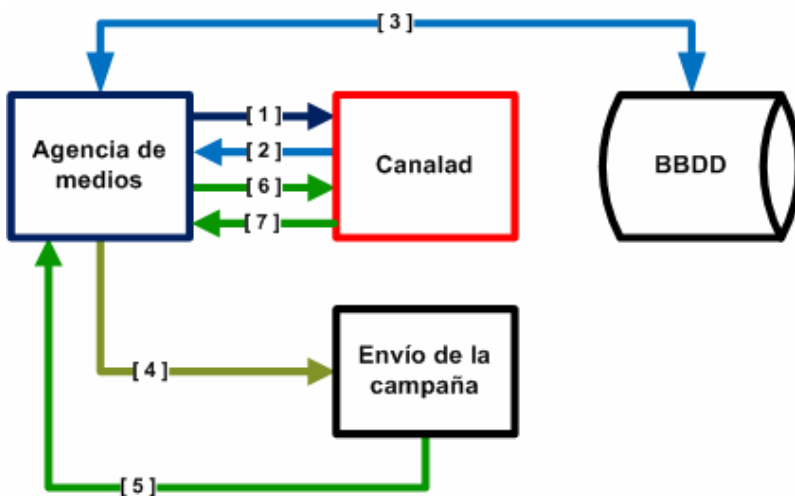 [ 3 ]
[ 1 ]
Agencia de
medios
[ 2 ]
Canalad
BBDD
[ 6 ]
[ 7 ]
Envío de la
campaña
[ 4 ]
[ 5 ]